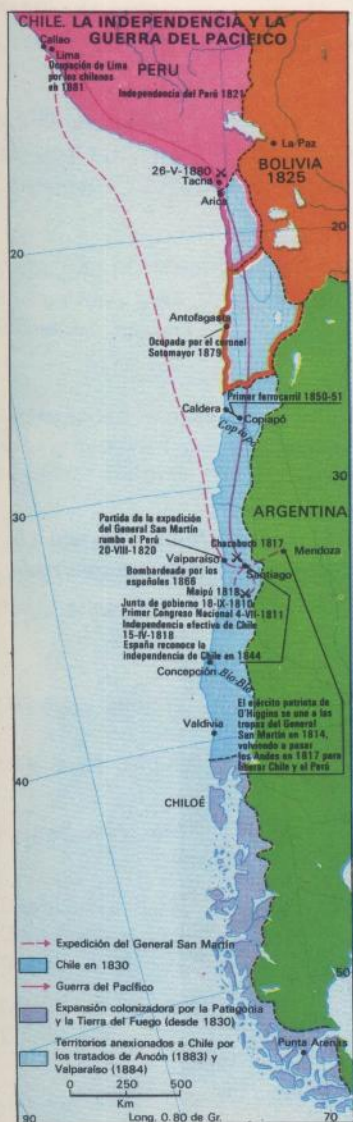 CHILE. LA INDEPENDENCIA Y LA
GUERRA DEL PACIFICO
Callao
Lima
Ocupación de Lima
por los chilenos
en 1881
PERU
Independencia del Perú 1821
La Paz
BOLIVIA
1825
26-V-1880
Tacna
Arica
20
20
Antofagasta
Ocupada por el coronel
Sotomayor 1879
Primer ferrocarril 1850-51
Caldera
Copiapó
Copiapó
30
30
ARGENTINA
Partida de la expedición
del General San Martín
rumbo al Perú
20-VIII-1820
Chacabuco 1817
Mendoza
Valparaíso
Santiago
Bombardeada por los
españoles 1866
Maipú 1818
Junta de gobierno 18-IX-1810
Primer Congreso Nacional 4-VII-1811
Independencia efectiva de Chile
15-IV-1818
España reconoce la
independencia de Chile en 1844
Concepción
Bío-Bío
El ejército patriota de
O'Higgins se une a las
tropas del General
San Martín en 1814,
volviendo a pasar
los Andes en 1817 para
liberar Chile y el Perú
Valdivia
40
CHILOÉ
Expedición del General San Martín
Chile en 1830
Guerra del Pacífico
50
Expansión colonizadora por la Patagonia
y la Tierra del Fuego (desde 1830)
Territorios anexionados a Chile por
los tratados de Ancón (1883) y
Valparaíso (1884)
Punta Arenas
0 250 500
Km
90 Long. O.80 de Gr. 70